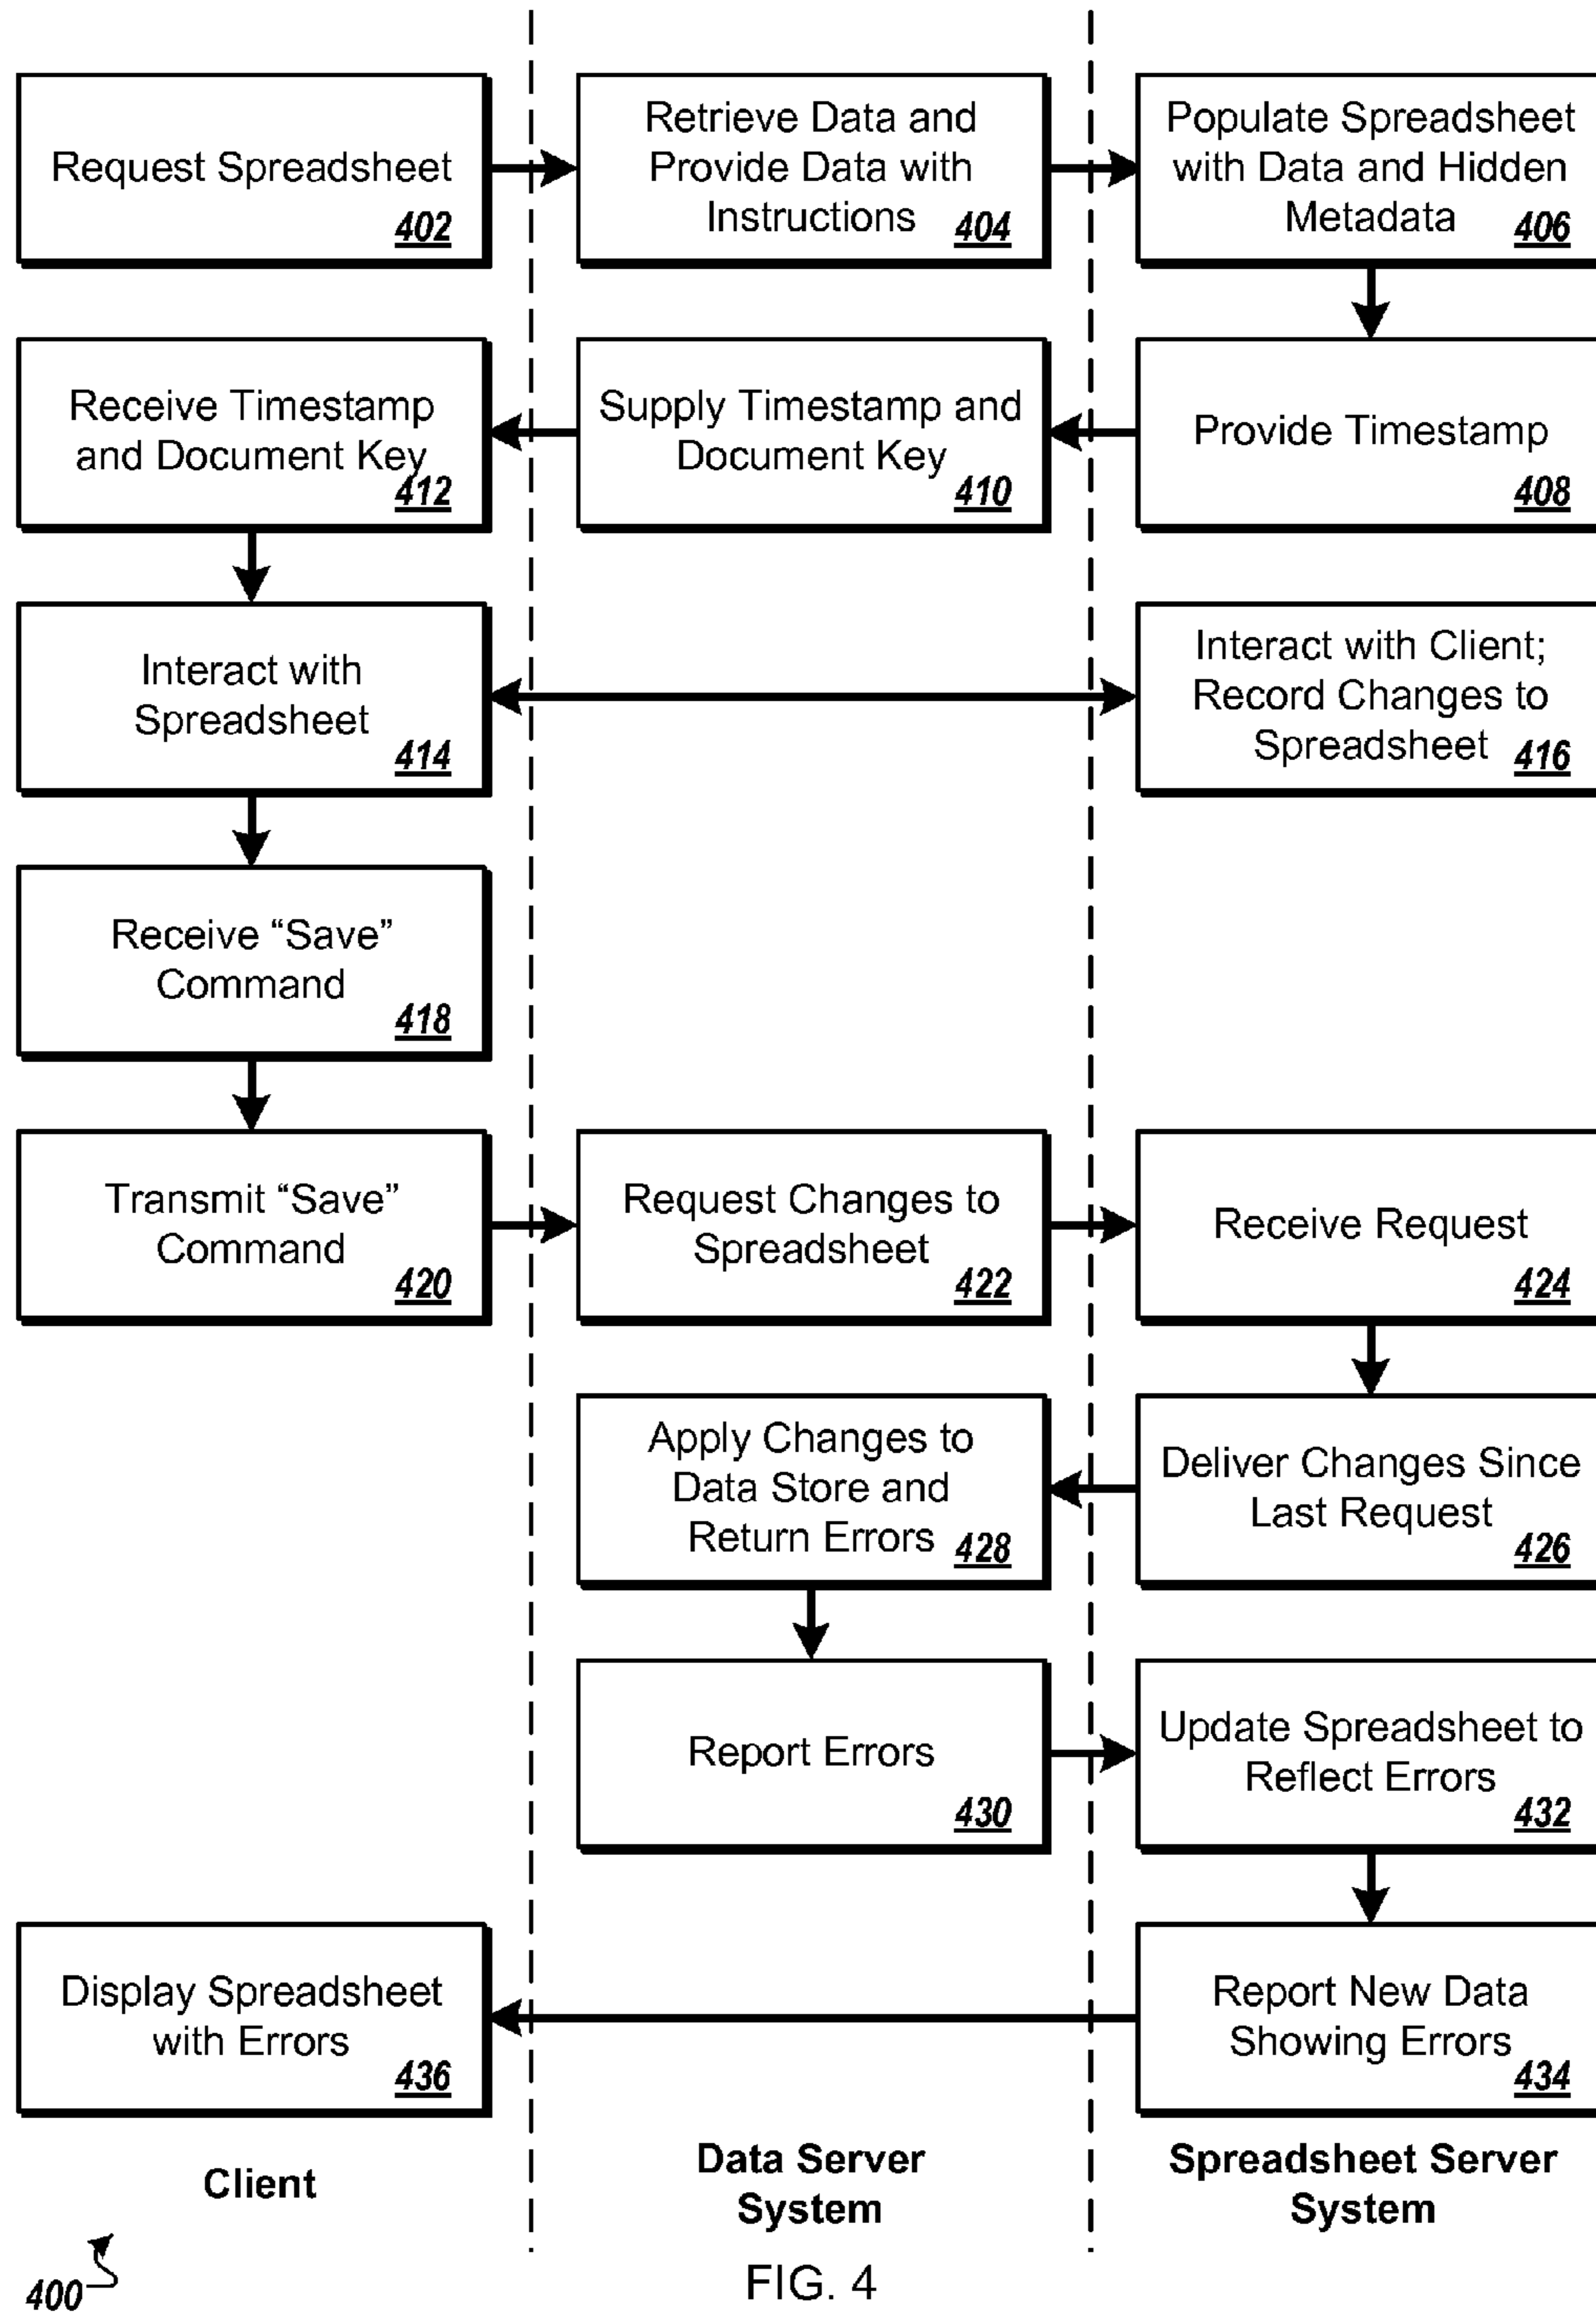 Request Spreadsheet
402
Retrieve Data and
Provide Data with
Instructions 404
Populate Spreadsheet
with Data and Hidden
Metadata 406
Receive Timestamp
and Document Key
412
Supply Timestamp and
Document Key
410
Provide Timestamp
408
Interact with
Spreadsheet
414
Interact with Client;
Record Changes to
Spreadsheet 416
Receive “Save”
Command
418
Transmit “Save”
Command
420
Request Changes to
Spreadsheet
422
Receive Request
424
Apply Changes to
Data Store and
Return Errors 428
Deliver Changes Since
Last Request
426
Report Errors
430
Update Spreadsheet to
Reflect Errors
432
Display Spreadsheet
with Errors
436
Report New Data
Showing Errors
434
Client
Data Server
System
Spreadsheet Server
System
400
FIG. 4